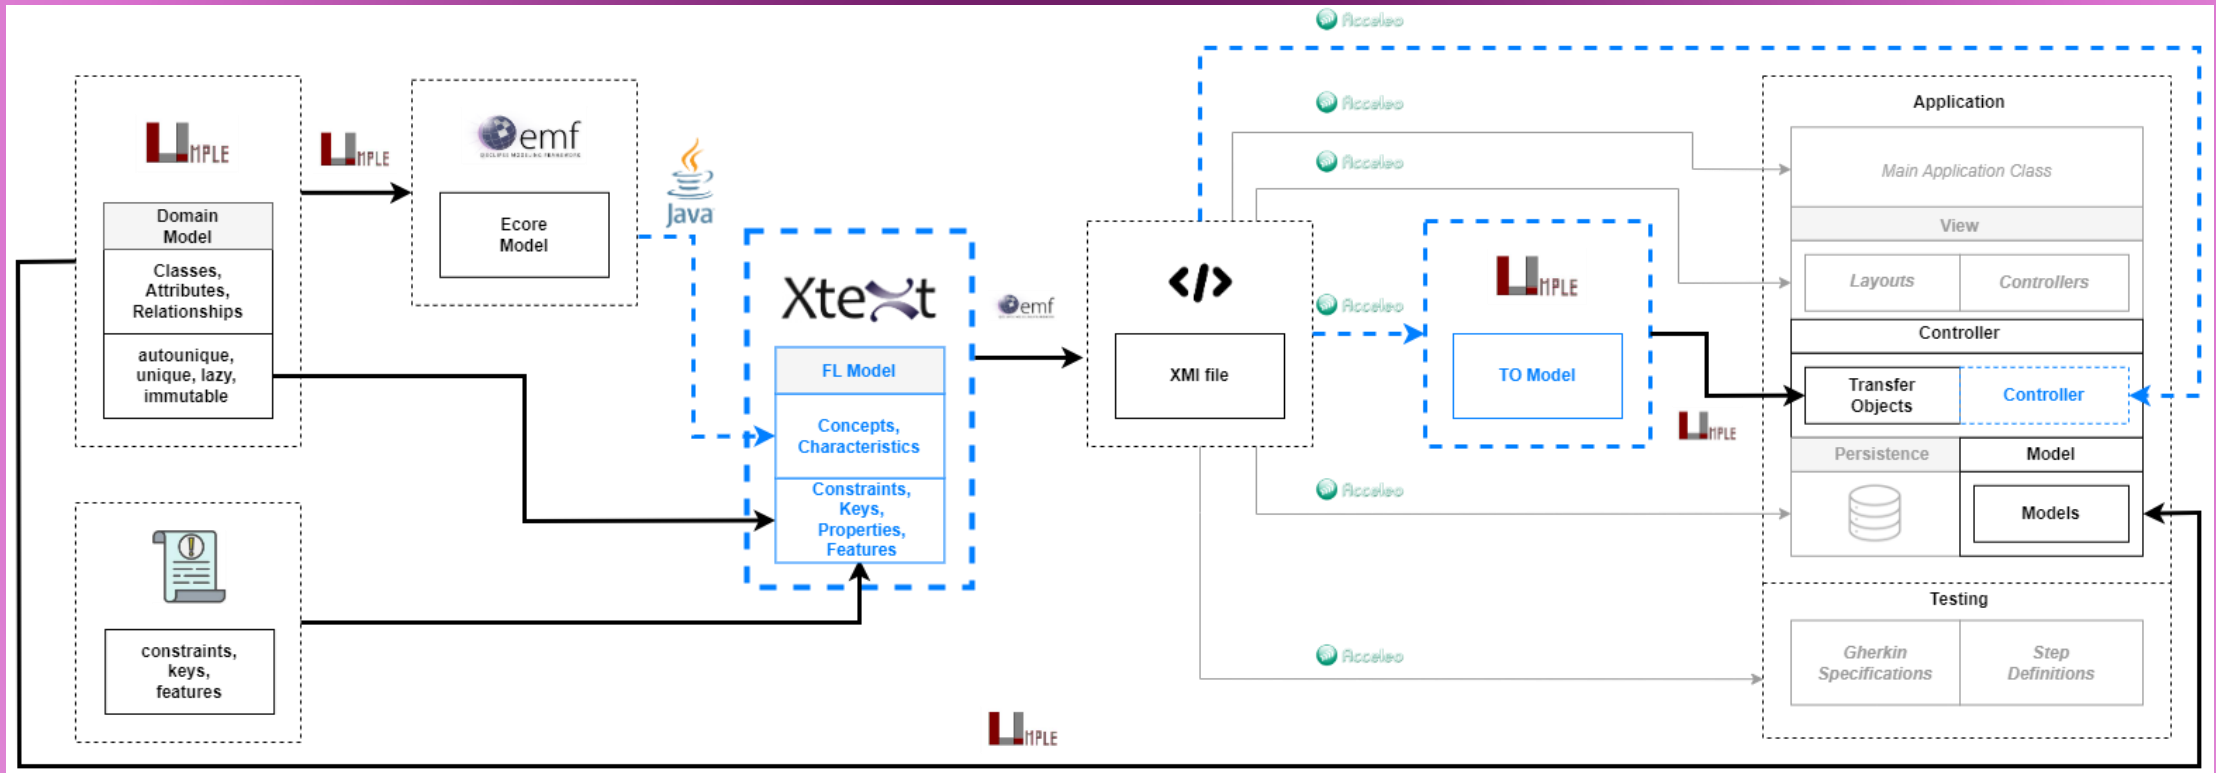 Acceleo
UMPLE
Domain
Model
Classes,
Attributes,
Relationships
autounique,
unique, lazy,
immutable
UMPLE
emf
Ecore
Model
Java
constraints,
keys,
features
Xtext
FL Model
Concepts,
Characteristics
Constraints,
Keys,
Properties,
Features
emf
</>
XMI file
Acceleo
Acceleo
Acceleo
Acceleo
Acceleo
UMPLE
TO Model
UMPLE
UMPLE
Application
Main Application Class
View
Layouts
Controllers
Controller
Transfer
Objects
Controller
Persistence
Model
Models
Testing
Gherkin
Specifications
Step
Definitions